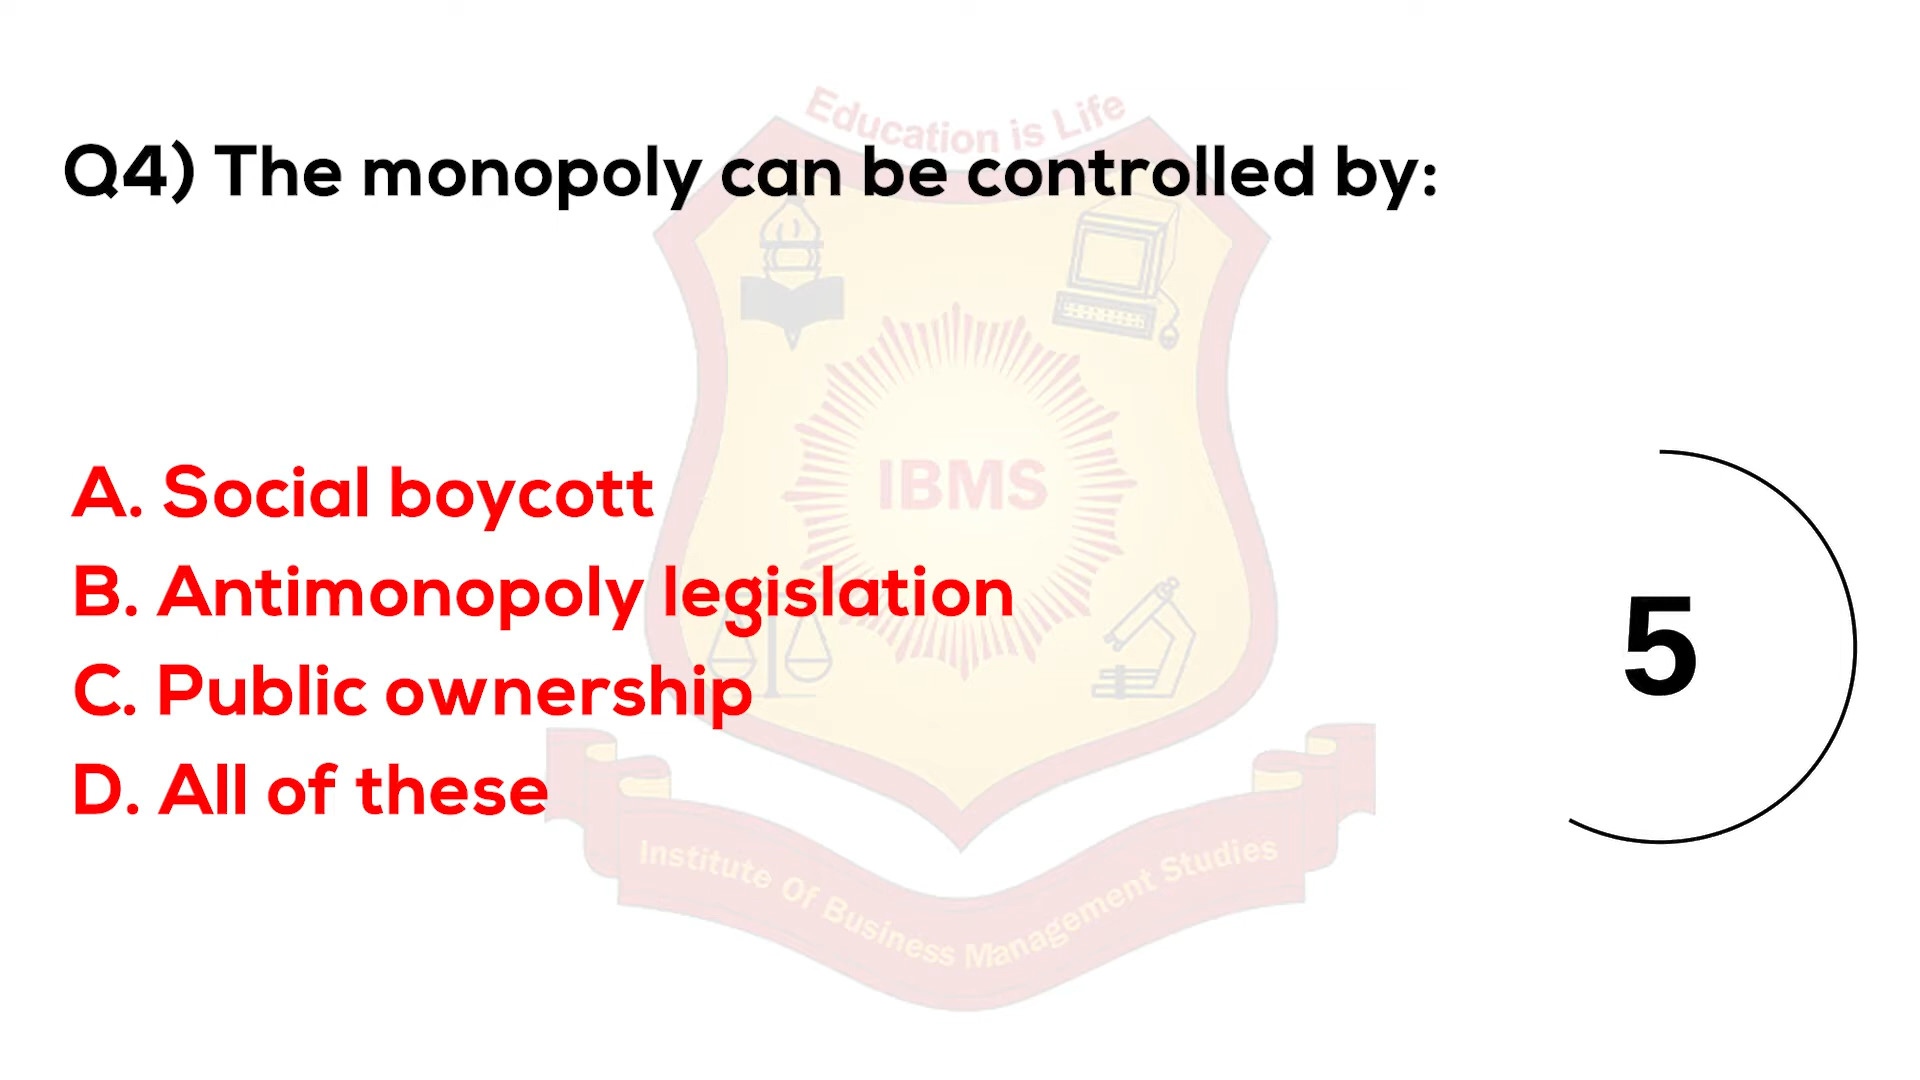 Education is Life
Q4) The monopoly can be controlled by:
IBMS
A. Social boycott
B. Antimonopoly legislation
C. Public ownership
D. All of these
5
Institute Of Business Management Studies